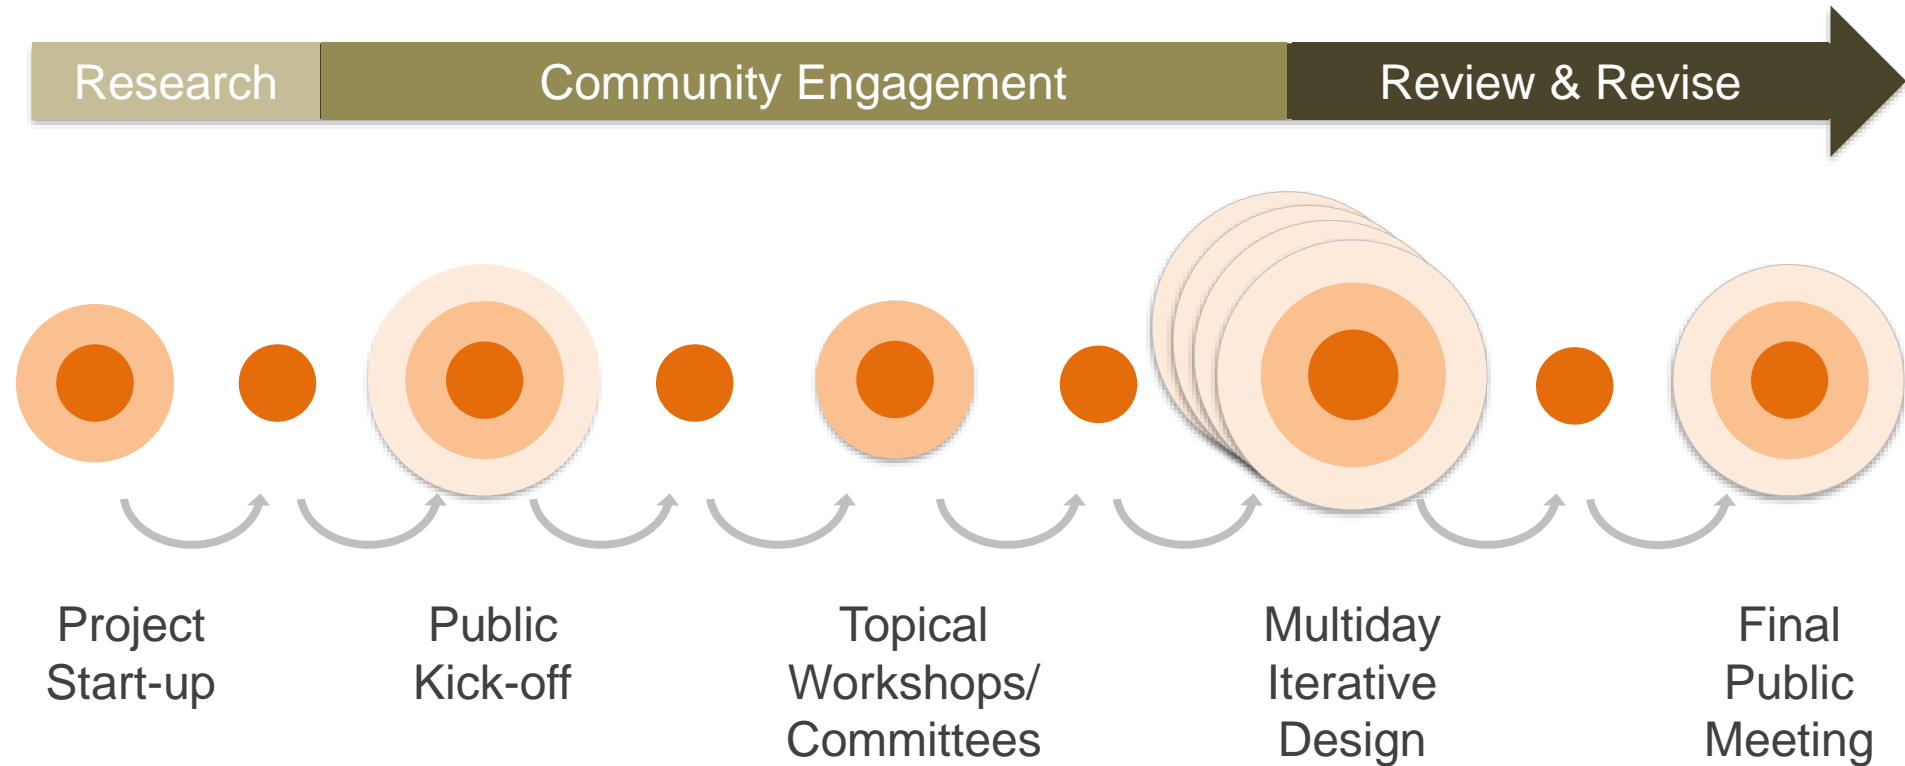 Research
Community Engagement
Review & Revise
Project
Start-up
Public
Kick-off
Topical
Workshops/
Committees
Multiday
Iterative
Design
Final
Public
Meeting